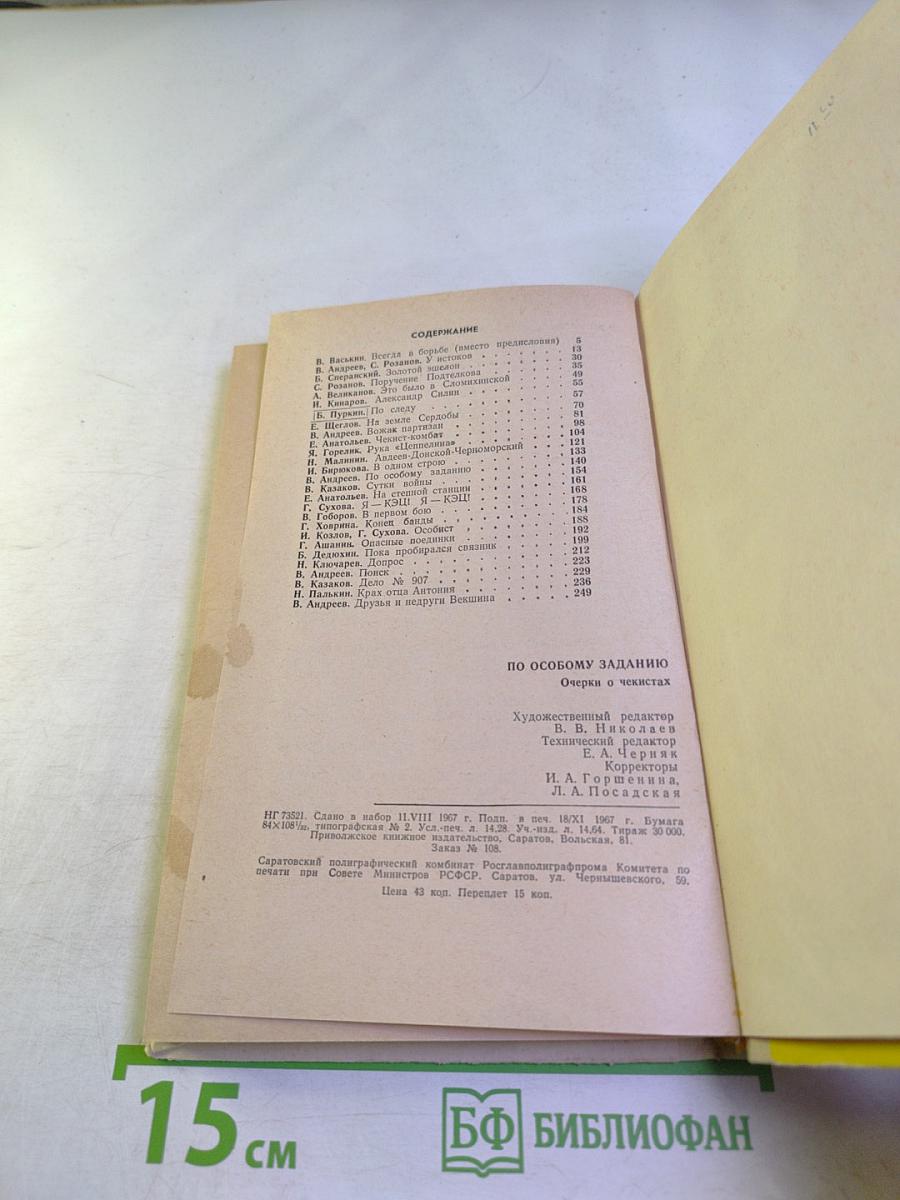 СОДЕРЖАНИЕ
В. Васькин. Всегда в борьбе (вместо предисловия) 5
В. Андреев, С. Розанов. У истоков 13
Б. Сперанский. Золотой эшелон 30
С. Розанов. Поручение Подтелкова 35
А. Великанов. Это было в Сломихинской 49
И. Кинаров. Александр Силин 55
Б. Пуркин. По следу 57
Е. Щеглов. На земле Сердобы 70
В. Андреев. Вожак партизан 81
Е. Анатольев. Чекист-комбат 98
Я. Горелик. Рука «Цеппелина» 104
Н. Малинин. Авдеев-Донской-Черноморский 121
И. Бирюкова. В одном строю 133
В. Андреев. По особому заданию 140
В. Казаков. Сутки войны 154
Е. Анатольев. На степной станции 161
Г. Сухова. Я — КЭЦ! Я — КЭЦ! 168
В. Гоборов. В первом бою 178
Г. Ховрина. Конец банды 184
И. Козлов, Г. Сухова. Особист 188
Г. Ашанин. Опасные поединки 192
Б. Дедюхин. Пока пробирался связник 199
Н. Ключарев. Допрос 212
В. Андреев. Поиск 223
В. Казаков. Дело № 907 229
Н. Палькин. Крах отца Антония 236
В. Андреев. Друзья и недруги Векшина 249
ПО ОСОБОМУ ЗАДАНИЮ
Очерки о чекистах
Художественный редактор
В. В. Николаев
Технический редактор
Е. А. Черняк
Корректоры
И. А. Горшенина,
Л. А. Посадская
НГ 73521. Сдано в набор 11.VIII 1967 г. Подп. в печ. 18/XI 1967 г. Бумага
84×108 1/32, типографская № 2. Усл.-печ. л. 14,28. Уч.-изд. л. 14,64. Тираж 30 000.
Приволжское книжное издательство, Саратов, Вольская, 81.
Заказ № 108.
Саратовский полиграфический комбинат Росглавполиграфпрома Комитета по
печати при Совете Министров РСФСР. Саратов, ул. Чернышевского, 59.
Цена 43 коп. Переплет 15 коп.
15 см
БФ БИБЛИОФАН